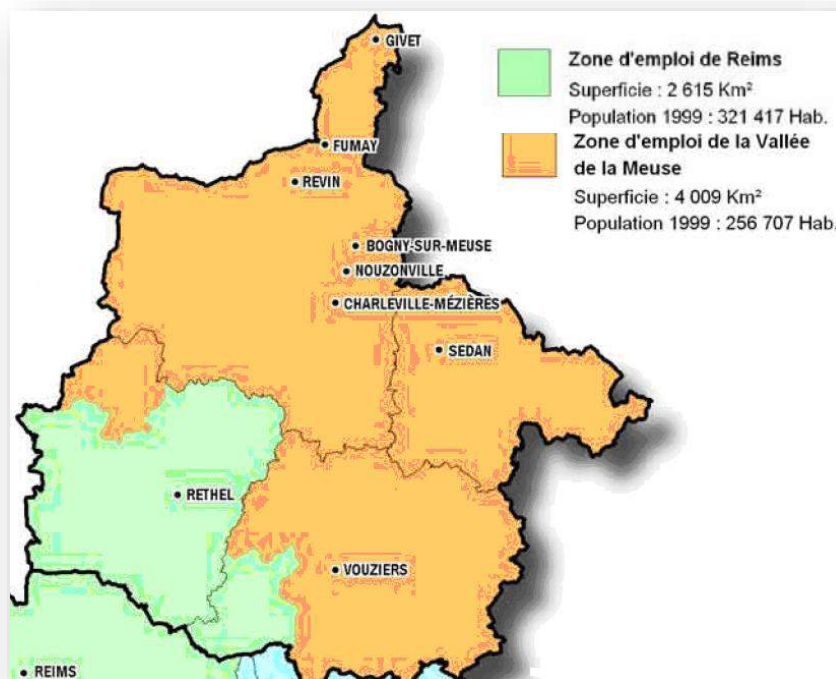 GIVET
Zone d'emploi de Reims
Superficie : 2 615 Km²
Population 1999 : 321 417 Hab.
Zone d'emploi de la Vallée
de la Meuse
Superficie : 4 009 Km²
Population 1999 : 256 707 Hab.
FUMAY
REVIN
BOGNY-SUR-MEUSE
NOUZONVILLE
CHARLEVILLE-MÉZIÈRES
SEDAN
RETHEL
VOUZIERS
REIMS